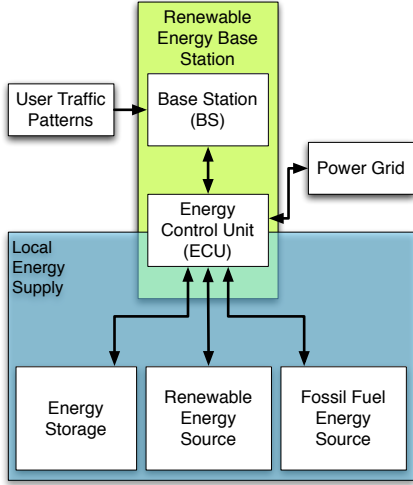 Renewable
Energy Base
Station
User Traffic
Patterns
Base Station
(BS)
Power Grid
Energy
Control Unit
(ECU)
Local
Energy
Supply
Energy
Storage
Renewable
Energy
Source
Fossil Fuel
Energy
Source